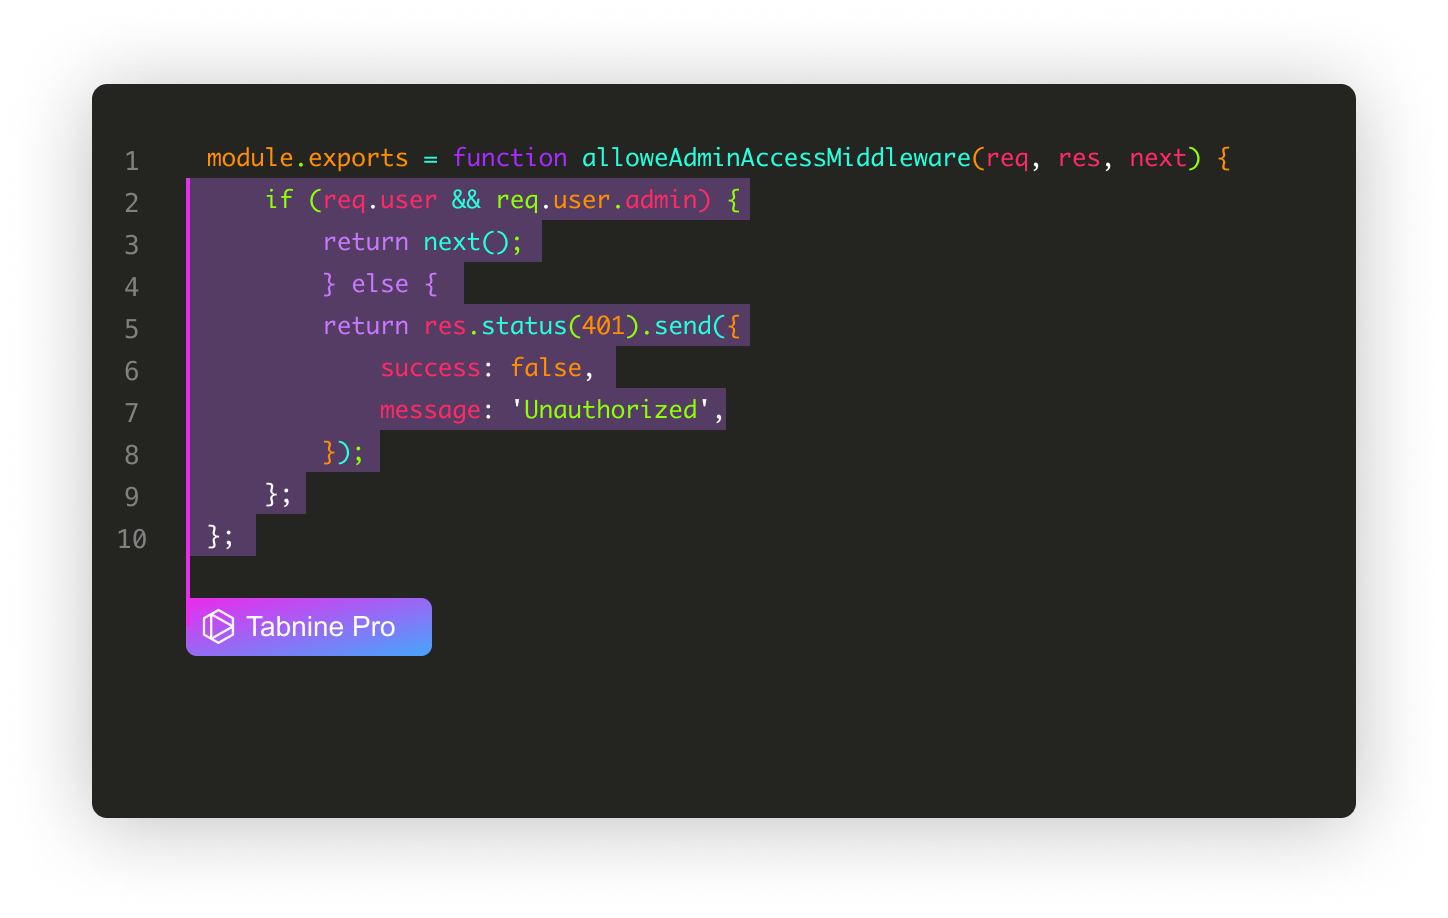 1 module.exports = function alloweAdminAccessMiddleware(req, res, next) {
2 if (req.user && req.user.admin) {
3 return next();
4 } else {
5 return res.status(401).send({
6 success: false,
7 message: 'Unauthorized',
8 });
9 };
10 };
Tabnine Pro